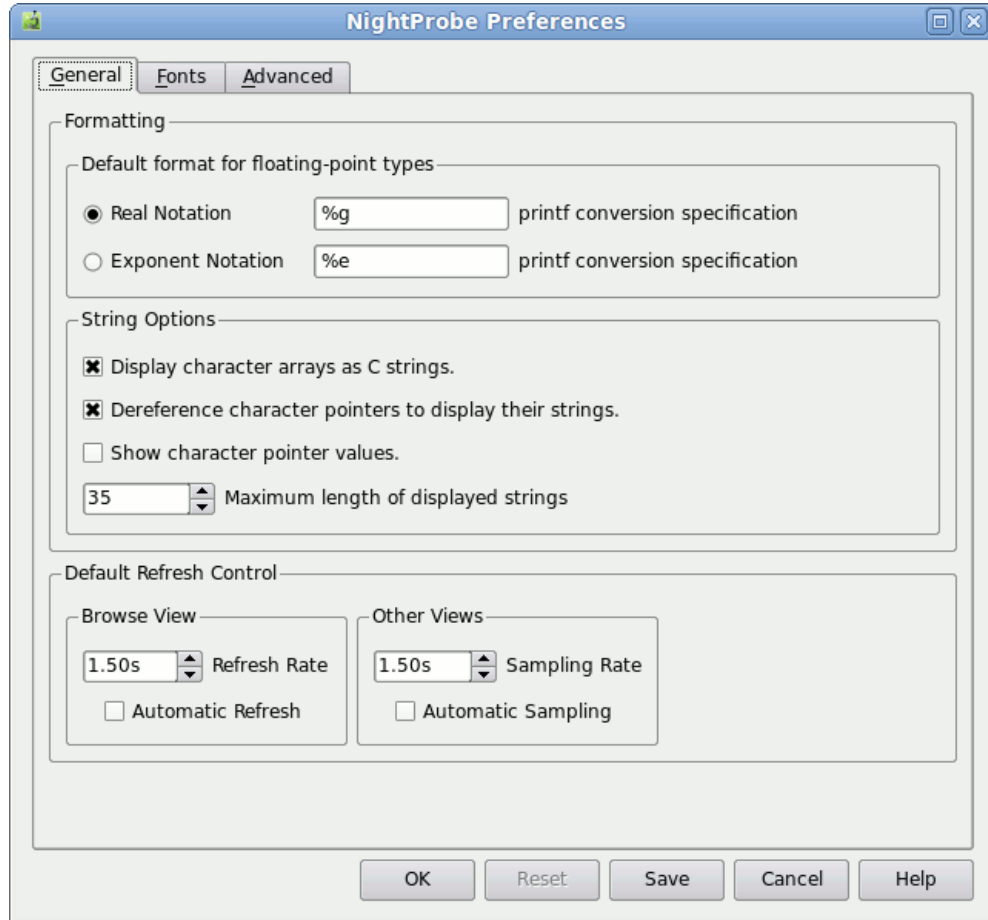 NightProbe Preferences
General Fonts Advanced
Formatting
Default format for floating-point types
Real Notation %g printf conversion specification
Exponent Notation %e printf conversion specification
String Options
Display character arrays as C strings.
Dereference character pointers to display their strings.
Show character pointer values.
35 Maximum length of displayed strings
Default Refresh Control
Browse View Other Views
1.50s Refresh Rate 1.50s Sampling Rate
Automatic Refresh Automatic Sampling
OK Reset Save Cancel Help